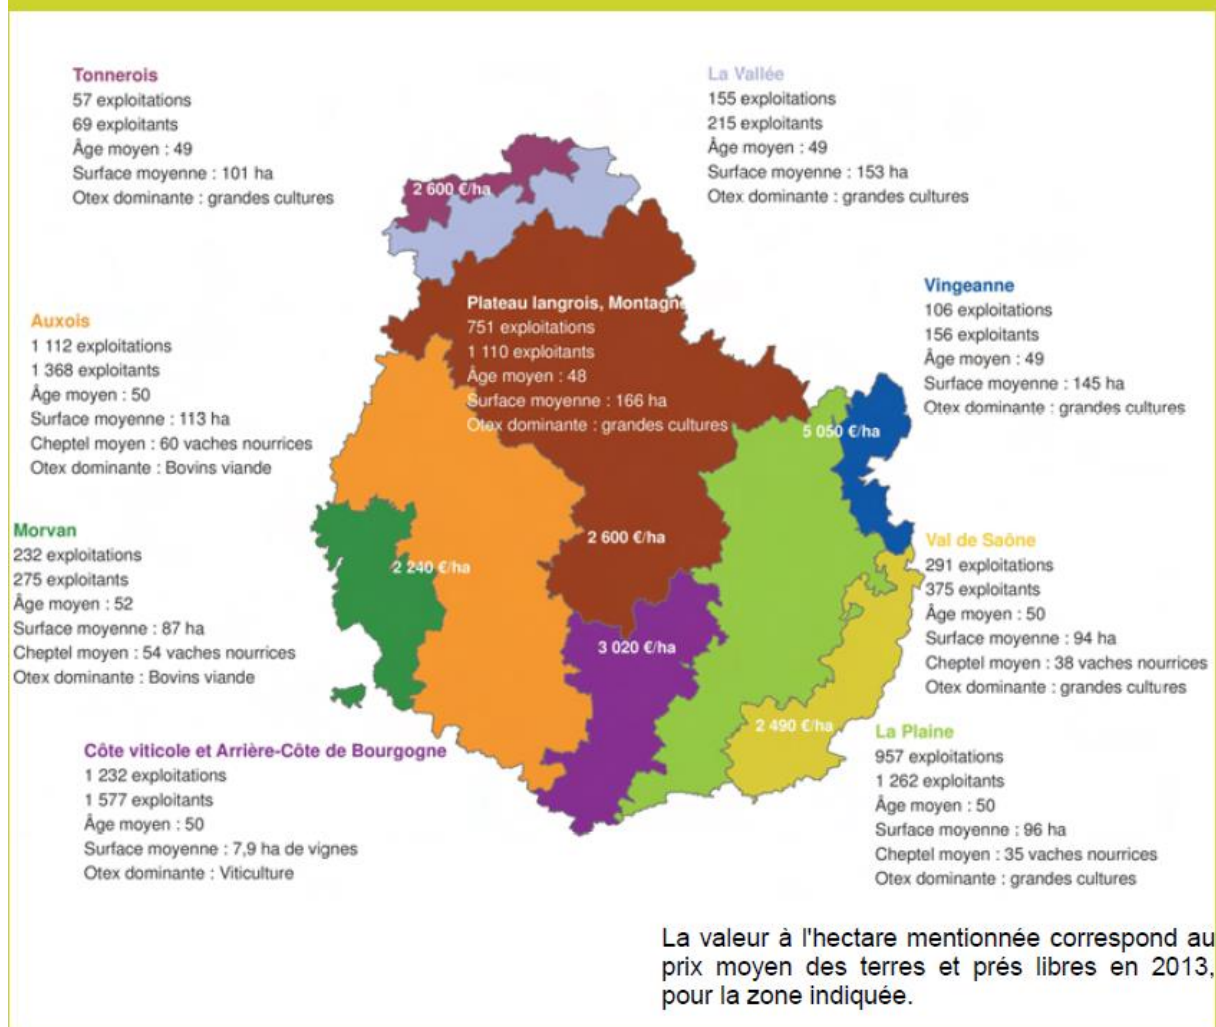 Tonnerois
57 exploitations
69 exploitants
Âge moyen : 49
Surface moyenne : 101 ha
Otex dominante : grandes cultures
La Vallée
155 exploitations
215 exploitants
Âge moyen : 49
Surface moyenne : 153 ha
Otex dominante : grandes cultures
2 600 €/ha
Plateau langrois, Montagn
751 exploitations
1 110 exploitants
Âge moyen : 48
Surface moyenne : 166 ha
Otex dominante : grandes cultures
Vingeanne
106 exploitations
156 exploitants
Âge moyen : 49
Surface moyenne : 145 ha
Otex dominante : grandes cultures
Auxois
1 112 exploitations
1 368 exploitants
Âge moyen : 50
Surface moyenne : 113 ha
Cheptel moyen : 60 vaches nourrices
Otex dominante : Bovins viande
5 050 €/ha
2 600 €/ha
Morvan
232 exploitations
275 exploitants
Âge moyen : 52
Surface moyenne : 87 ha
Cheptel moyen : 54 vaches nourrices
Otex dominante : Bovins viande
2 240 €/ha
Val de Saône
291 exploitations
375 exploitants
Âge moyen : 50
Surface moyenne : 94 ha
Cheptel moyen : 38 vaches nourrices
Otex dominante : grandes cultures
3 020 €/ha
2 490 €/ha
Côte viticole et Arrière-Côte de Bourgogne
1 232 exploitations
1 577 exploitants
Âge moyen : 50
Surface moyenne : 7,9 ha de vignes
Otex dominante : Viticulture
La Plaine
957 exploitations
1 262 exploitants
Âge moyen : 50
Surface moyenne : 96 ha
Cheptel moyen : 35 vaches nourrices
Otex dominante : grandes cultures
La valeur à l'hectare mentionnée correspond au
prix moyen des terres et prés libres en 2013,
pour la zone indiquée.